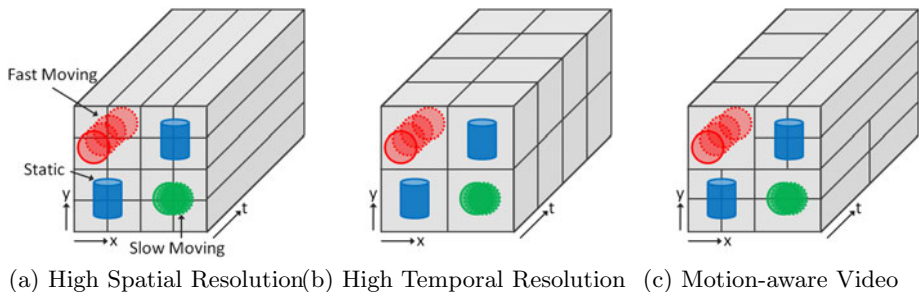 Fast Moving
Static
y
x
t
Slow Moving
y
x
t
y
x
t
(a) High Spatial Resolution(b) High Temporal Resolution (c) Motion-aware Video